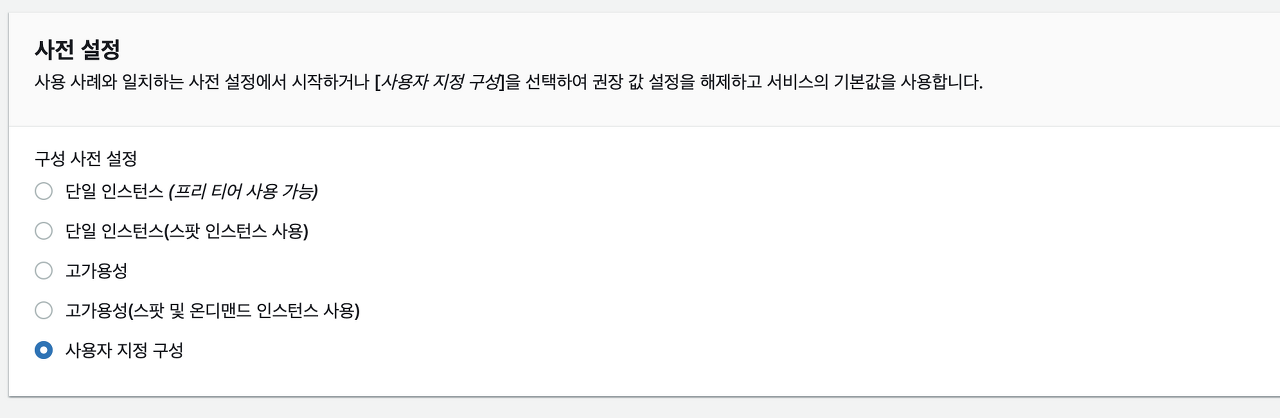 사전 설정
사용 사례와 일치하는 사전 설정에서 시작하거나 [사용자 지정 구성]을 선택하여 권장 값 설정을 해제하고 서비스의 기본값을 사용합니다.
구성 사전 설정
단일 인스턴스 (프리 티어 사용 가능)
단일 인스턴스(스팟 인스턴스 사용)
고가용성
고가용성(스팟 및 온디맨드 인스턴스 사용)
사용자 지정 구성